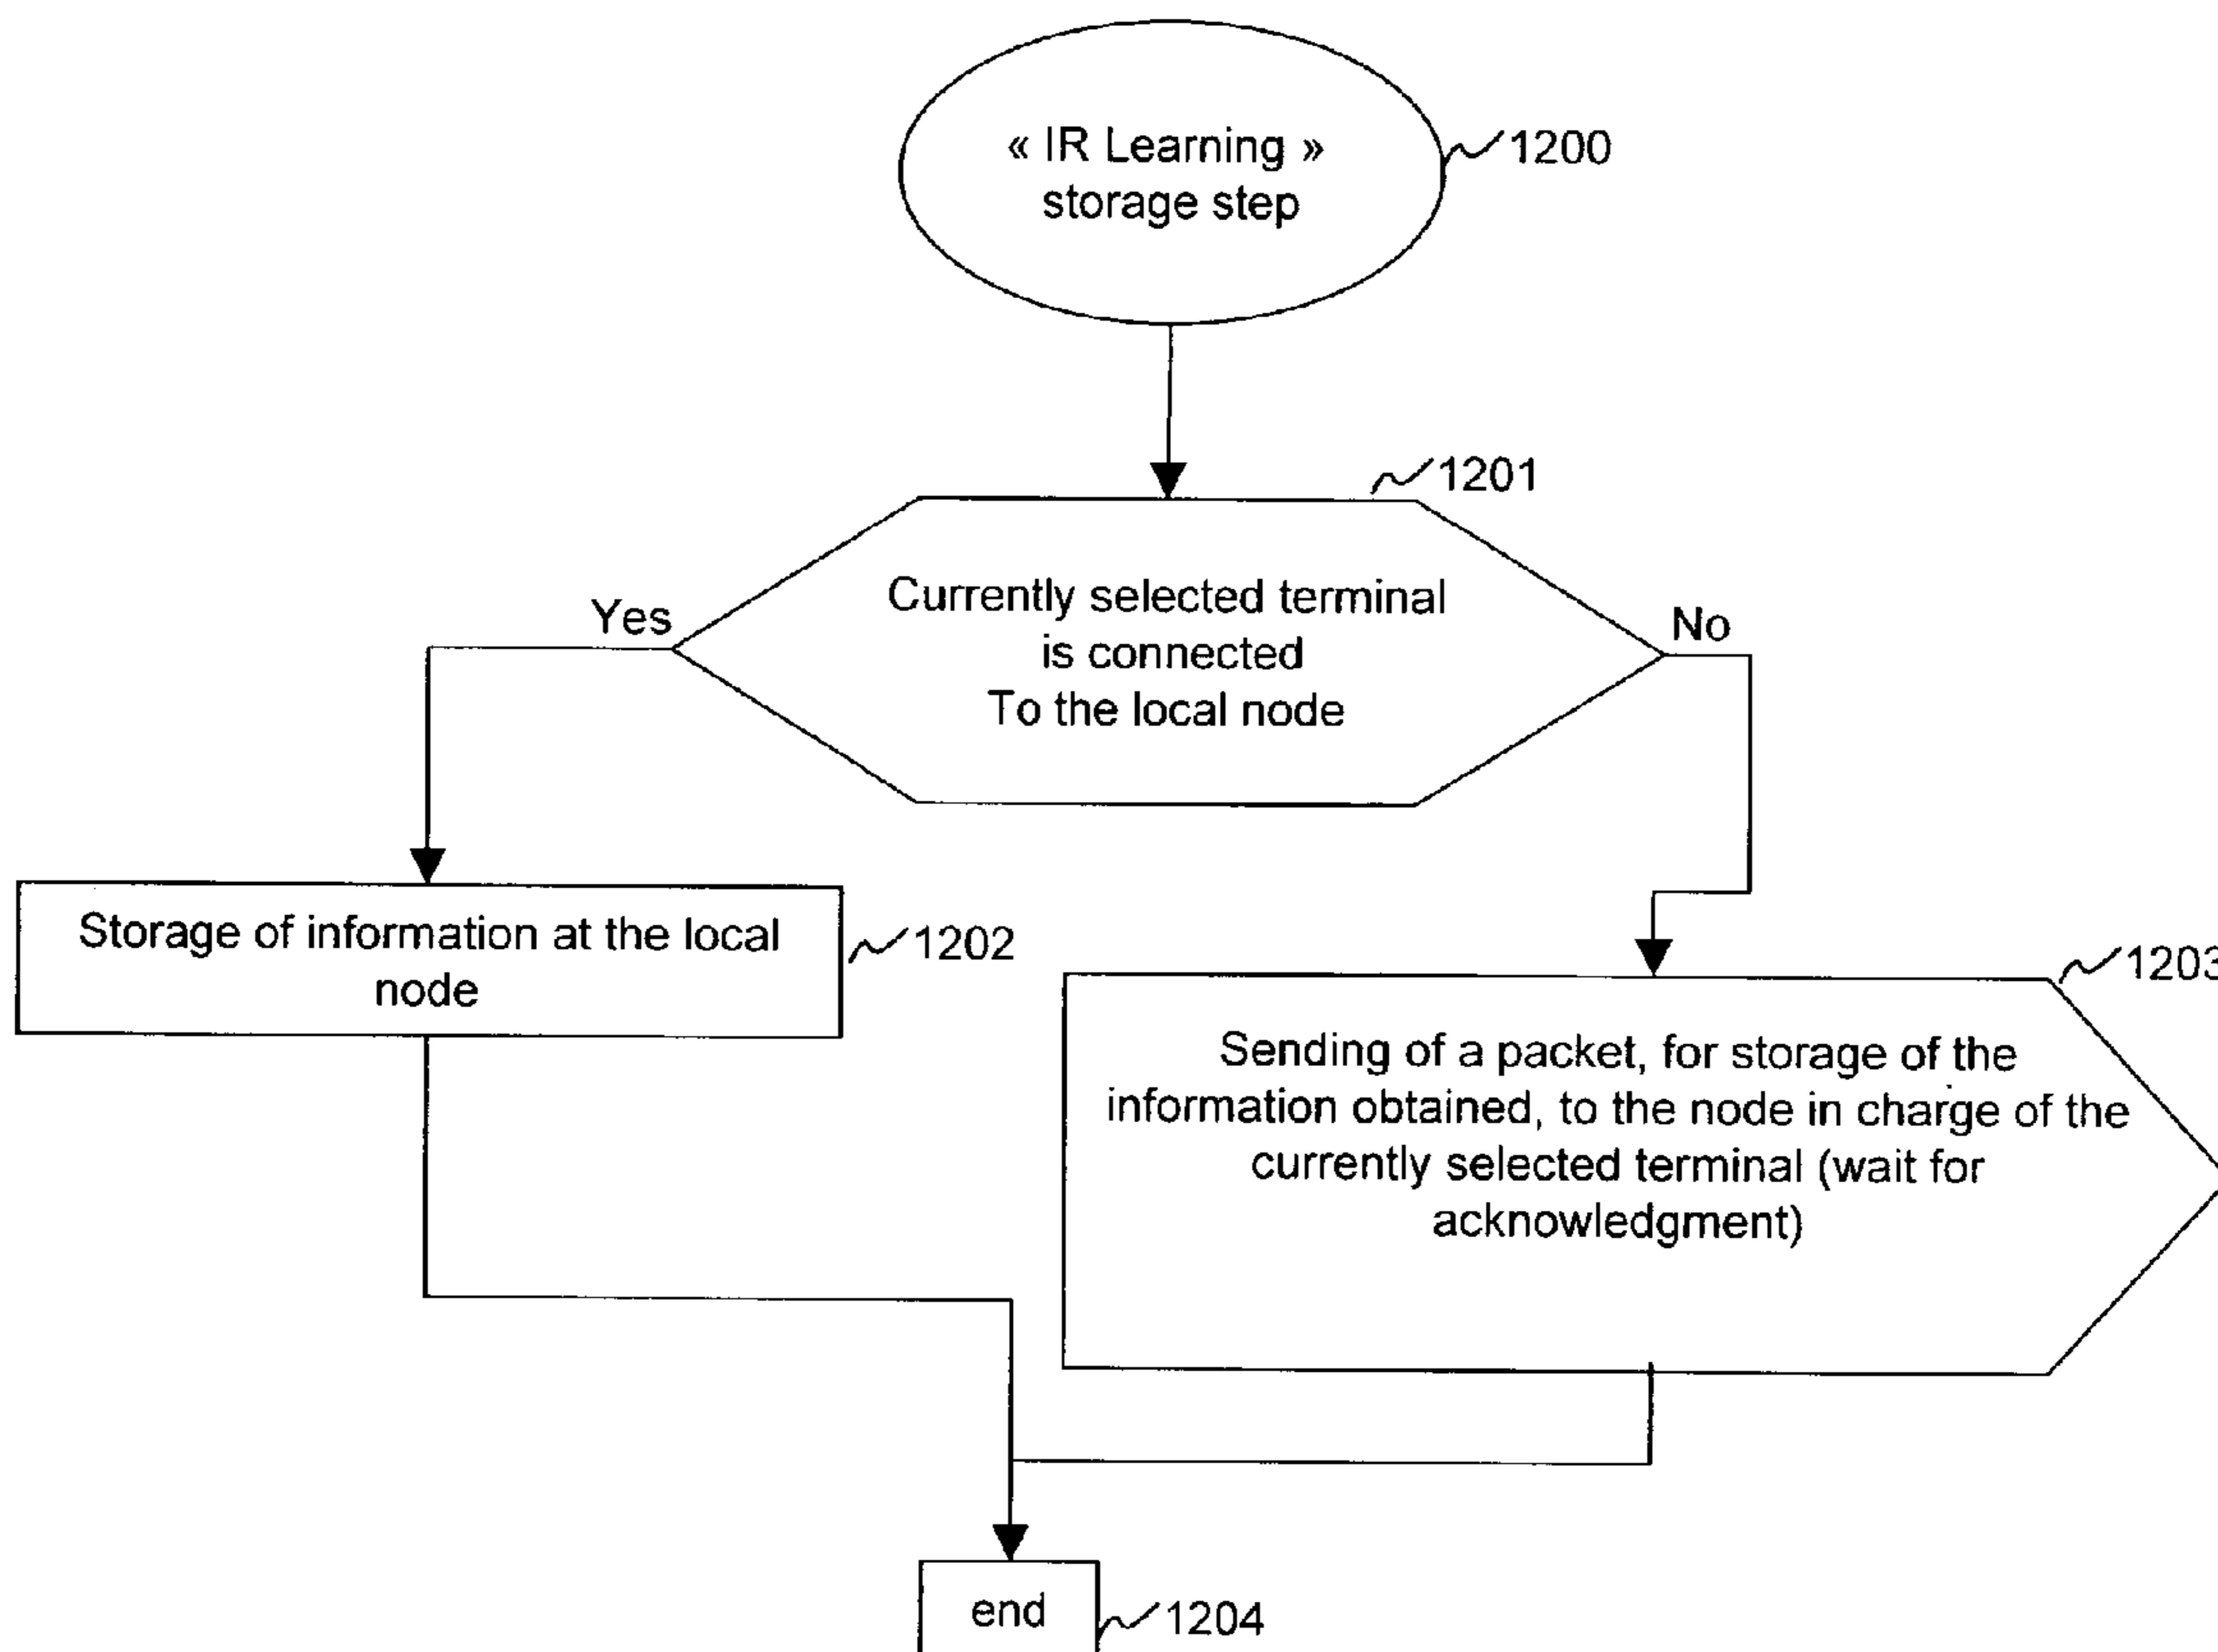 « IR Learning »
storage step
1200
1201
Currently selected terminal
is connected
To the local node
Yes
No
Storage of information at the local
node
1202
1203
Sending of a packet, for storage of the
information obtained, to the node in charge of the
currently selected terminal (wait for
acknowledgment)
end
1204